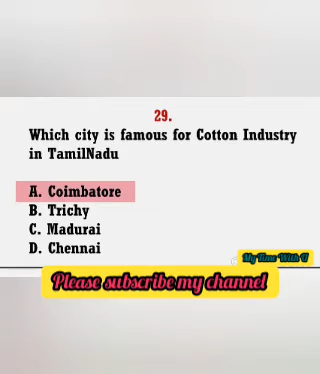 29.
Which city is famous for Cotton Industry
in TamilNadu
A. Coimbatore
B. Trichy
C. Madurai
D. Chennai
My Time With U
Please subscribe my channel